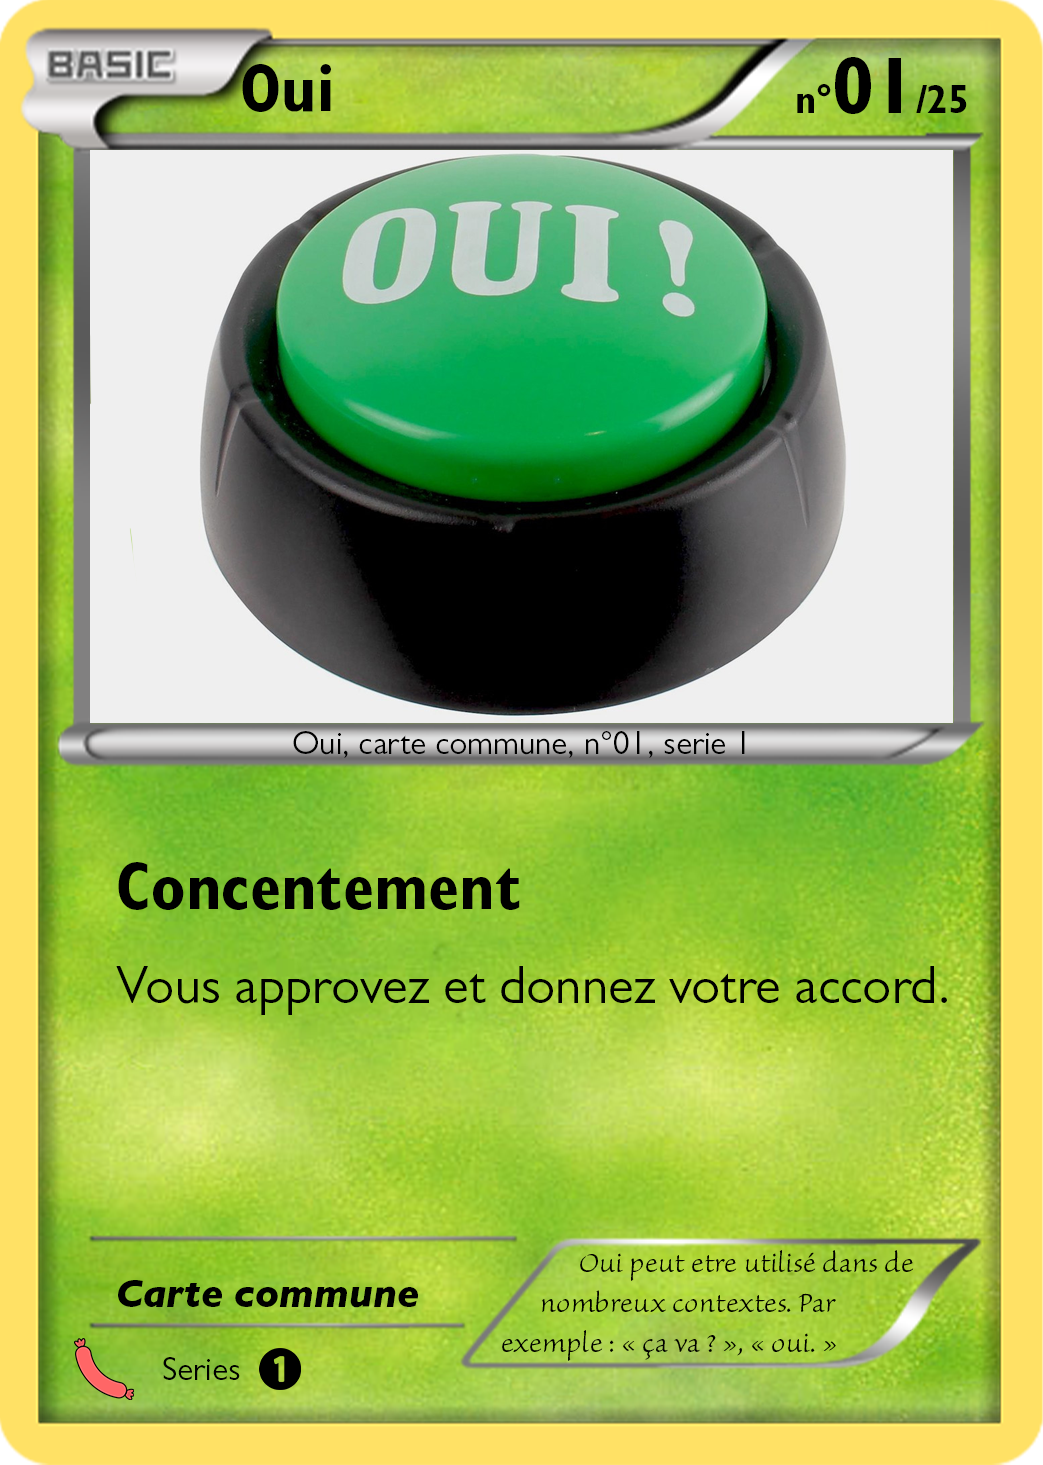 BASIC
Oui
n°01/25
OUI !
Oui, carte commune, n°01, serie 1
Concentement
Vous approvez et donnez votre accord.
Oui peut etre utilisé dans de
nombreux contextes. Par
exemple : « ça va ? », « oui. »
Carte commune
Series 1